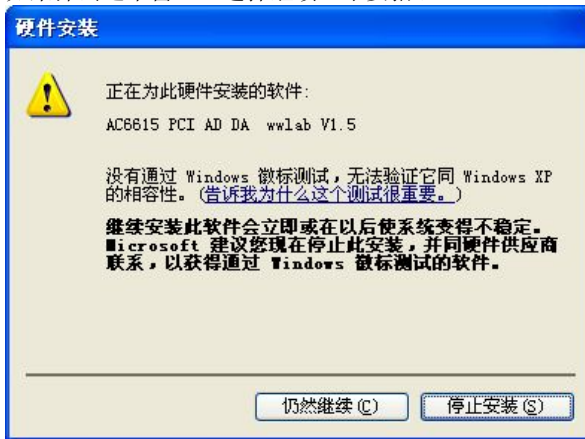 硬件安装
正在为此硬件安装的软件:
AC6615 PCI AD DA wwlab V1.5
没有通过 Windows 徽标测试，无法验证它同 Windows XP
的相容性。(告诉我为什么这个测试很重要。)
继续安装此软件会立即或在以后使系统变得不稳定。
Microsoft 建议您现在停止此安装，并同硬件供应商
联系，以获得通过 Windows 徽标测试的软件。
仍然继续(C)
停止安装(S)